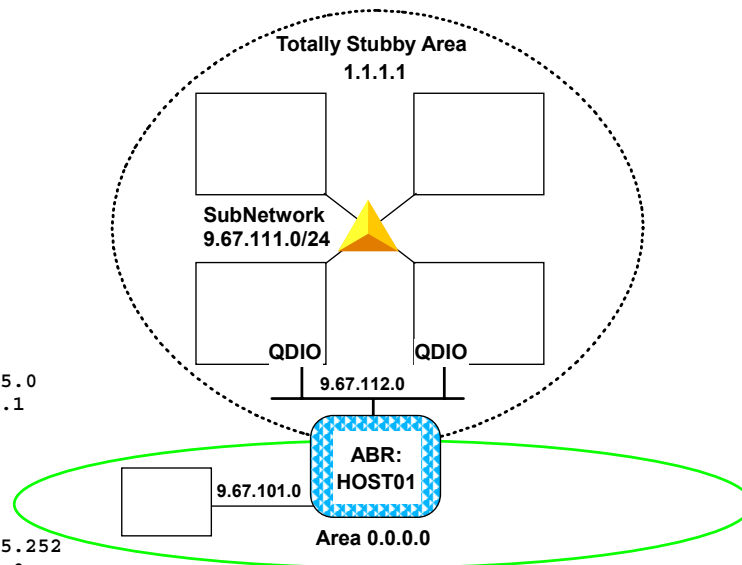 Totally Stubby Area
1.1.1.1
SubNetwork
9.67.111.0/24
QDIO
QDIO
5.0
9.67.112.0
.1
ABR:
HOST01
9.67.101.0
Area 0.0.0.0
5.252